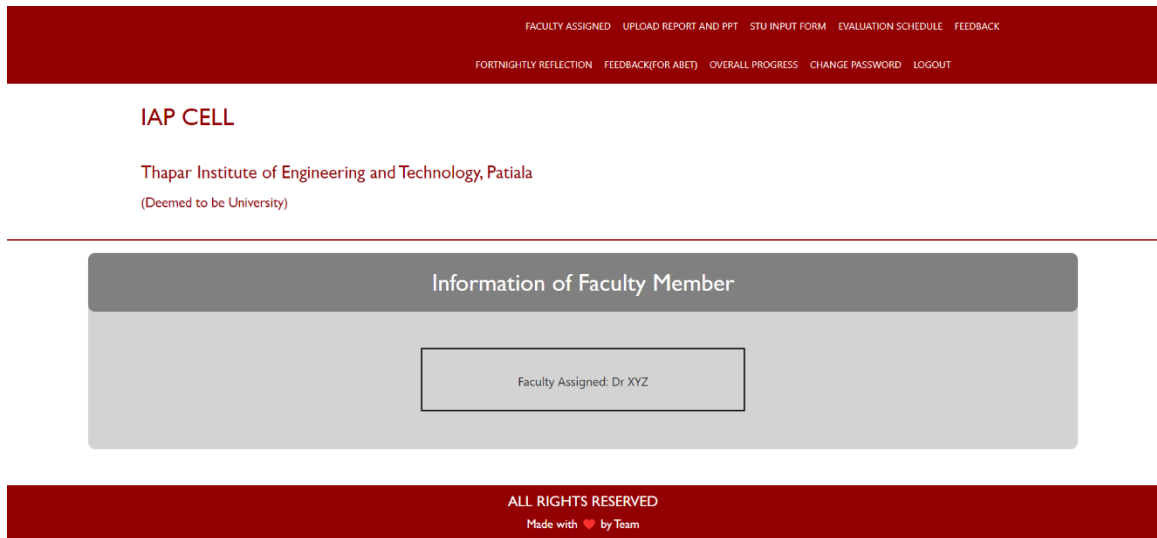 FACULTY ASSIGNED UPLOAD REPORT AND PPT STU INPUT FORM EVALUATION SCHEDULE FEEDBACK
FORTNIGHTLY REFLECTION FEEDBACK(FOR ABET) OVERALL PROGRESS CHANGE PASSWORD LOGOUT
IAP CELL
Thapar Institute of Engineering and Technology, Patiala
(Deemed to be University)
Information of Faculty Member
Faculty Assigned: Dr XYZ
ALL RIGHTS RESERVED
Made with ❤ by Team